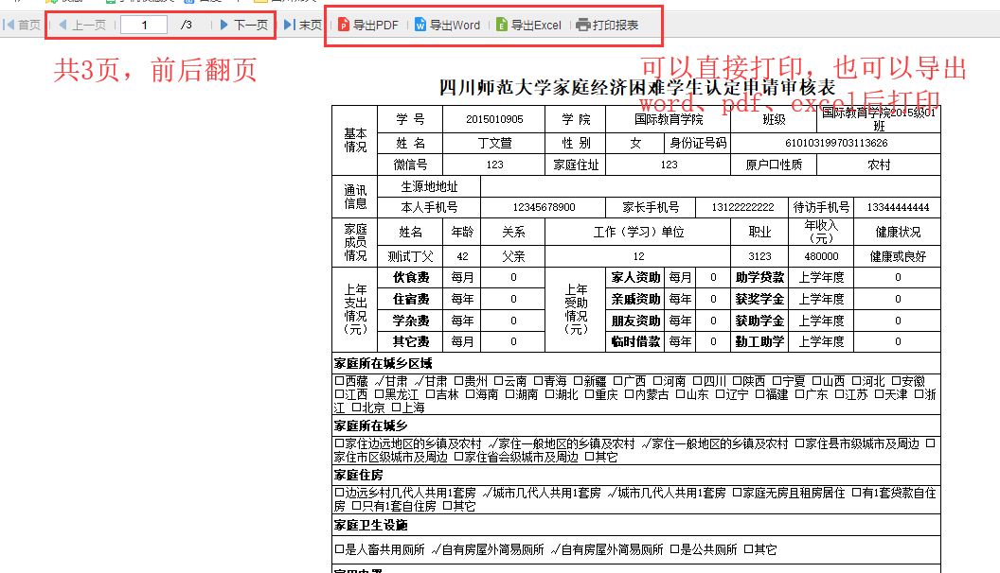 首页 上一页 1 /3 下一页 末页 导出PDF 导出Word 导出Excel 打印报表
共3页，前后翻页
可以直接打印，也可以导出
word、pdf、excel后打印
四川师范大学家庭经济困难学生认定申请审核表
基本情况 学 号 2015010905 学 院 国际教育学院 班级 国际教育学院2015级01班
姓 名 丁文萱 性 别 女 身份证号码 610103199703113626
微信号 123 家庭住址 123 原户口性质 农村
通讯信息 生源地地址
本人手机号 12345678900 家长手机号 13122222222 待访手机号 13344444444
家庭成员情况 姓名 年龄 关系 工作（学习）单位 职业 年收入（元） 健康状况
测试丁父 42 父亲 12 3123 480000 健康或良好
上年支出情况（元） 伙食费 每月 0 上年受助情况（元） 家人资助 每月 0 助学贷款 上学年度 0
住宿费 每年 0 亲戚资助 每年 0 获奖学金 上学年度 0
学杂费 每年 0 朋友资助 每年 0 获助学金 上学年度 0
其它费 每月 0 临时借款 每年 0 勤工助学 上学年度 0
家庭所在城乡区域
□西藏 √甘肃 √甘肃 □贵州 □云南 □青海 □新疆 □广西 □河南 □四川 □陕西 □宁夏 □山西 □河北 □安徽
□江西 □黑龙江 □吉林 □海南 □湖南 □湖北 □重庆 □内蒙古 □山东 □辽宁 □福建 □广东 □江苏 □天津 □浙
江 □北京 □上海
家庭所在城乡
□家住边远地区的乡镇及农村 √家住一般地区的乡镇及农村 √家住一般地区的乡镇及农村 □家住县市级城市及周边 □
家住市区级城市及周边 □家住省会级城市及周边 □其它
家庭住房
□边远乡村几代人共用1套房 √城市几代人共用1套房 √城市几代人共用1套房 □家庭无房且租房居住 □有1套贷款自住
房 □只有1套自住房 □其它
家庭卫生设施
□是人畜共用厕所 √自有房屋外简易厕所 √自有房屋外简易厕所 □是公共厕所 □其它